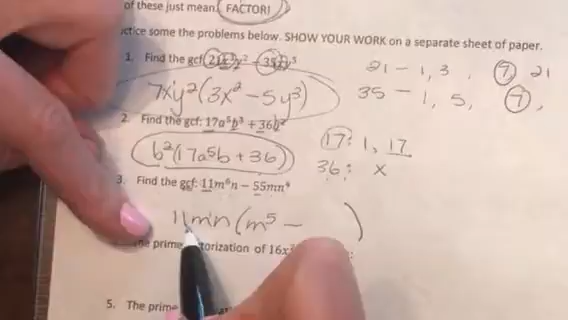 of these just mean FACTOR!
ctice some the problems below. SHOW YOUR WORK on a separate sheet of paper.
1. Find the gcf:
21 - 1, 3, 7, 21
7xy²(3x² - 5y³)
35 - 1, 5, 7,
2. Find the gcf: 17a⁵b³ + 36b²
b²(17a⁵b + 36)
17: 1, 17
36: x
3. Find the gcf: 11m⁶n - 55mn⁴
11mn(m⁵ - )
prime torization of 16x
5. The prime